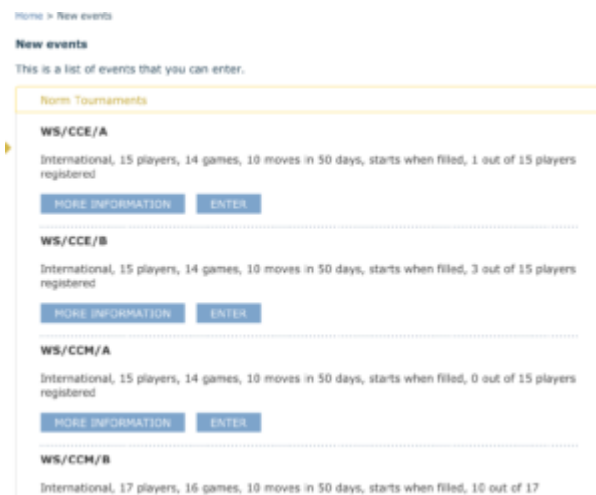 Home > New events
New events
This is a list of events that you can enter.
Norm Tournaments
WS/CCE/A
International, 15 players, 14 games, 10 moves in 50 days, starts when filled, 1 out of 15 players
registered
MORE INFORMATION ENTER
WS/CCE/B
International, 15 players, 14 games, 10 moves in 50 days, starts when filled, 3 out of 15 players
registered
MORE INFORMATION ENTER
WS/CCM/A
International, 15 players, 14 games, 10 moves in 50 days, starts when filled, 0 out of 15 players
registered
MORE INFORMATION ENTER
WS/CCM/B
International, 17 players, 16 games, 10 moves in 50 days, starts when filled, 10 out of 17